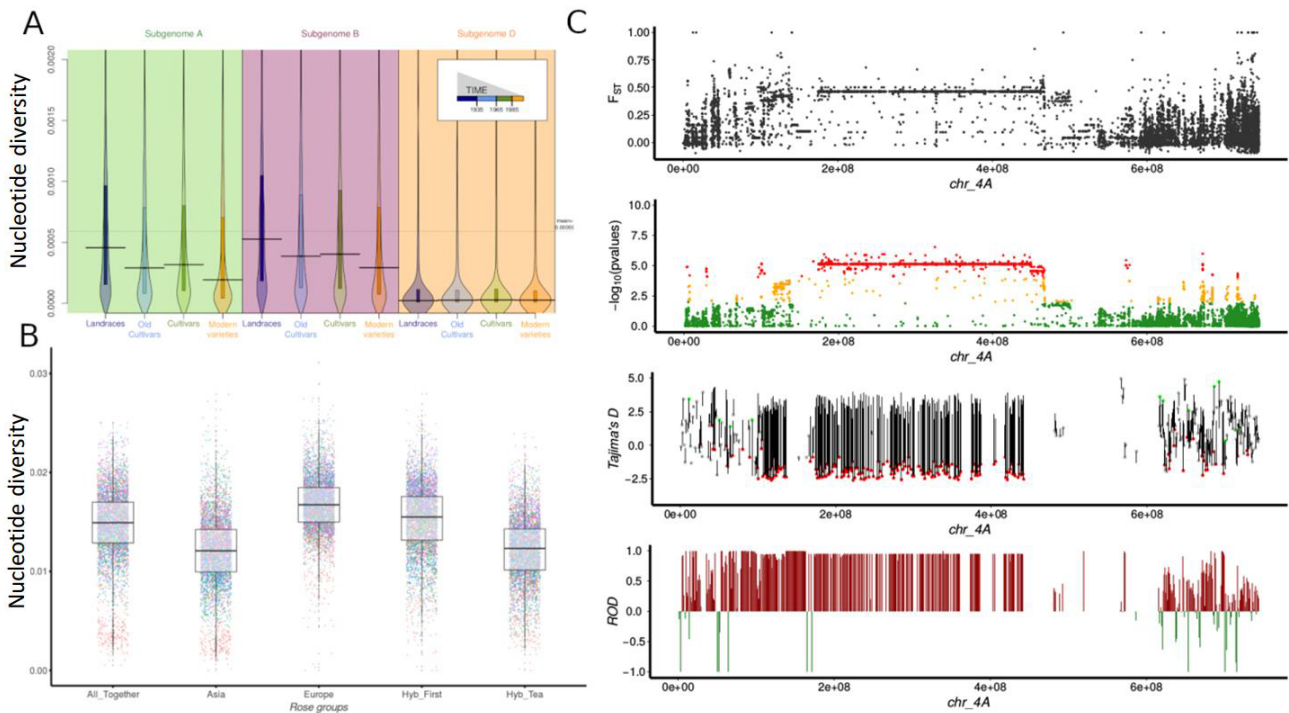 A
Subgenome A
Subgenome B
Subgenome D
Nucleotide diversity
0.0020
0.0015
0.0010
0.0005
0.0000
TIME
1935
1965
1985
mean=
Landraces
Old
Cultivars
Cultivars
Modern
varieties
Landraces
Old
Cultivars
Cultivars
Modern
varieties
Landraces
Old
Cultivars
Cultivars
Modern
varieties
B
Nucleotide diversity
0.03
0.02
0.01
0.00
All_Together
Asia
Europe
Hyb_First
Hyb_Tea
Rose groups
C
FST
1.00
0.75
0.50
0.25
0.00
0e+00
2e+08
4e+08
6e+08
chr_4A
−log10(pvalues)
10.0
7.5
5.0
2.5
0.0
0e+00
2e+08
4e+08
6e+08
chr_4A
Tajima's D
5.0
2.5
0.0
−2.5
0e+00
2e+08
4e+08
6e+08
chr_4A
ROD
1.0
0.5
0.0
−0.5
−1.0
0e+00
2e+08
4e+08
6e+08
chr_4A